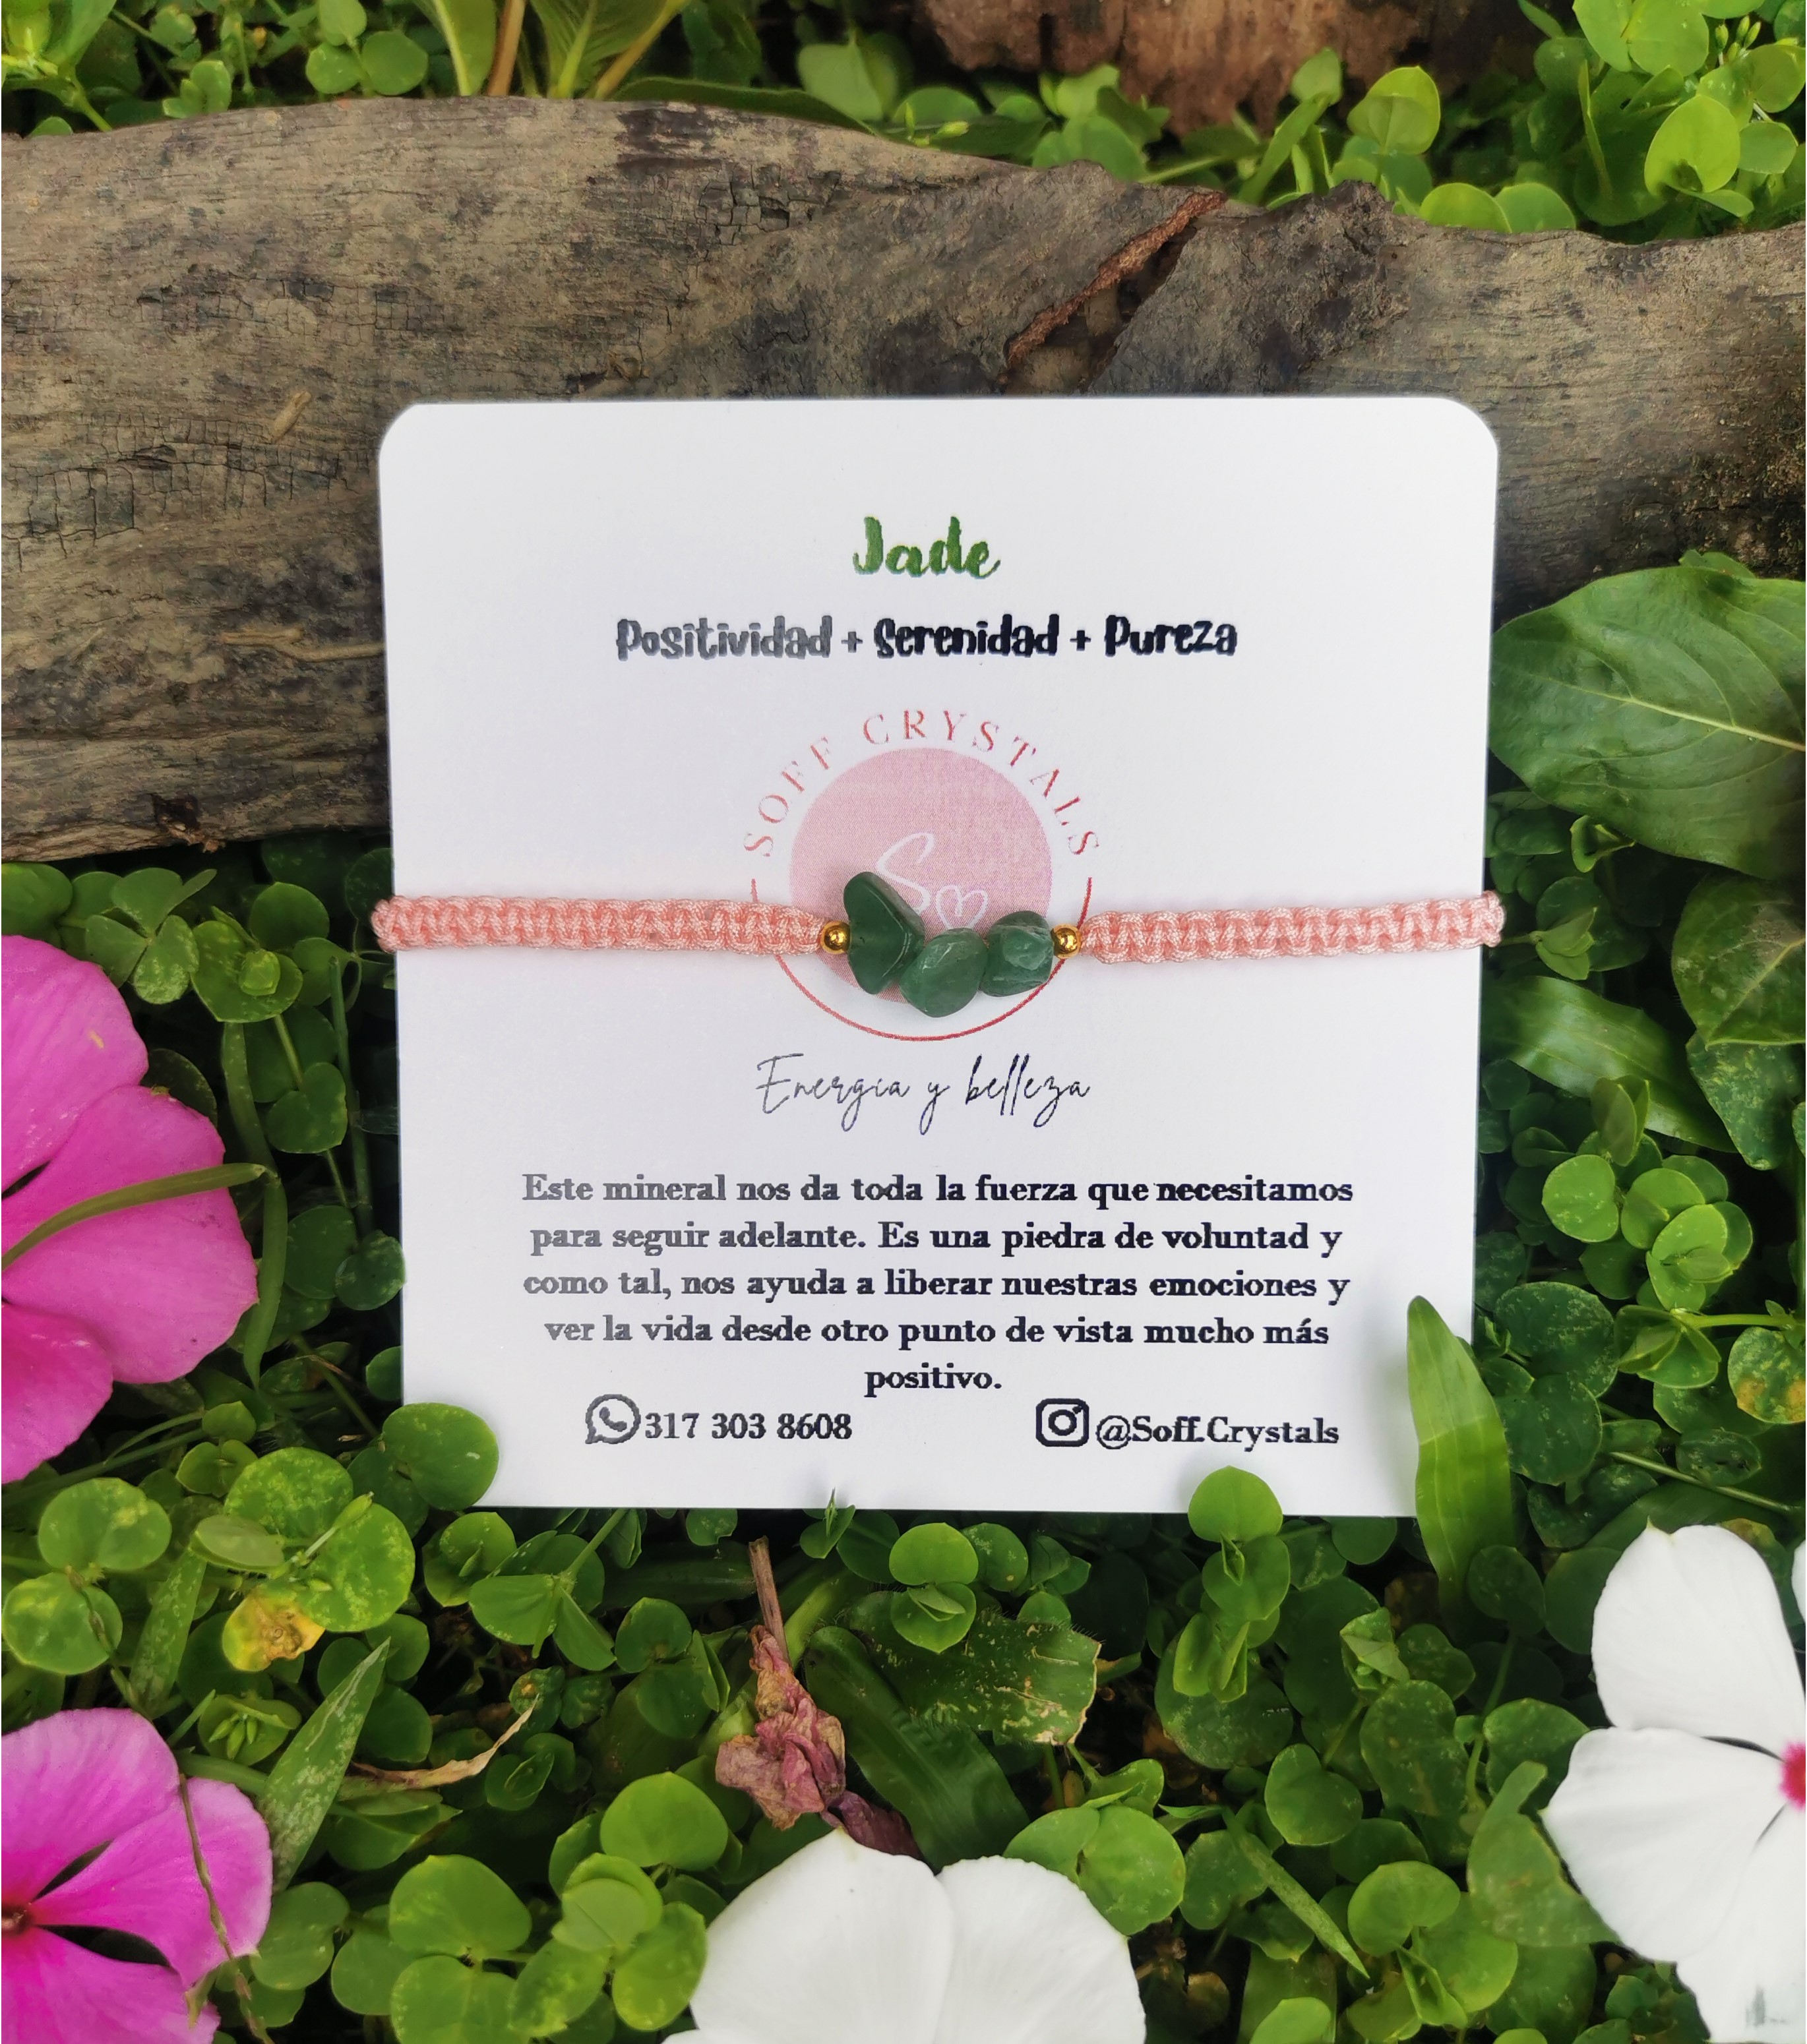 Jade
Positividad + Serenidad + Pureza
SOFF CRYSTALS
S
Energia y belleza
Este mineral nos da toda la fuerza que necesitamos
para seguir adelante. Es una piedra de voluntad y
como tal, nos ayuda a liberar nuestras emociones y
ver la vida desde otro punto de vista mucho más
positivo.
317 303 8608
@Soff.Crystals